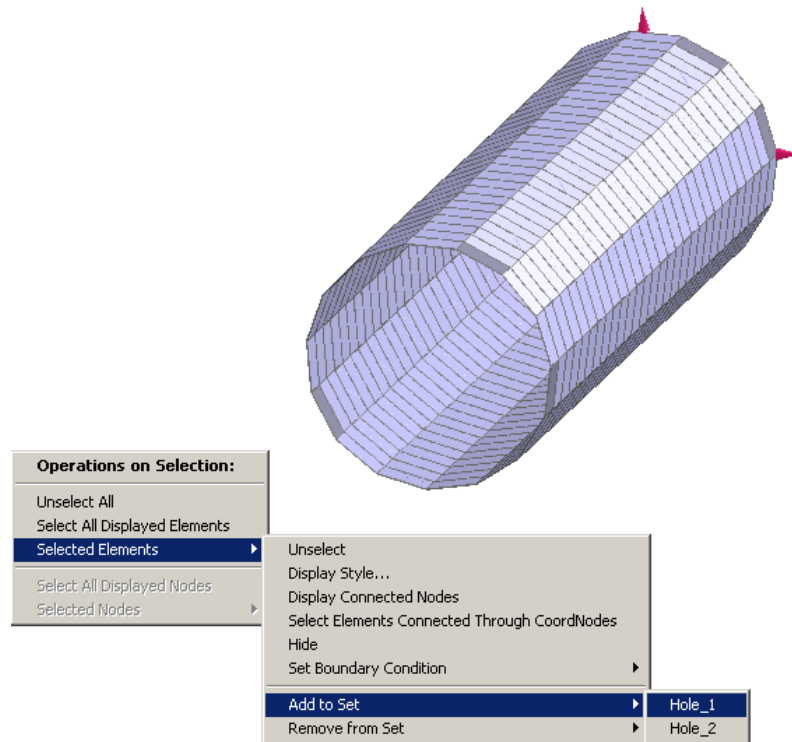 Operations on Selection:
Unselect All
Select All Displayed Elements
Selected Elements
Select All Displayed Nodes
Selected Nodes
Unselect
Display Style...
Display Connected Nodes
Select Elements Connected Through CoordNodes
Hide
Set Boundary Condition
Add to Set
Remove from Set
Hole_1
Hole_2